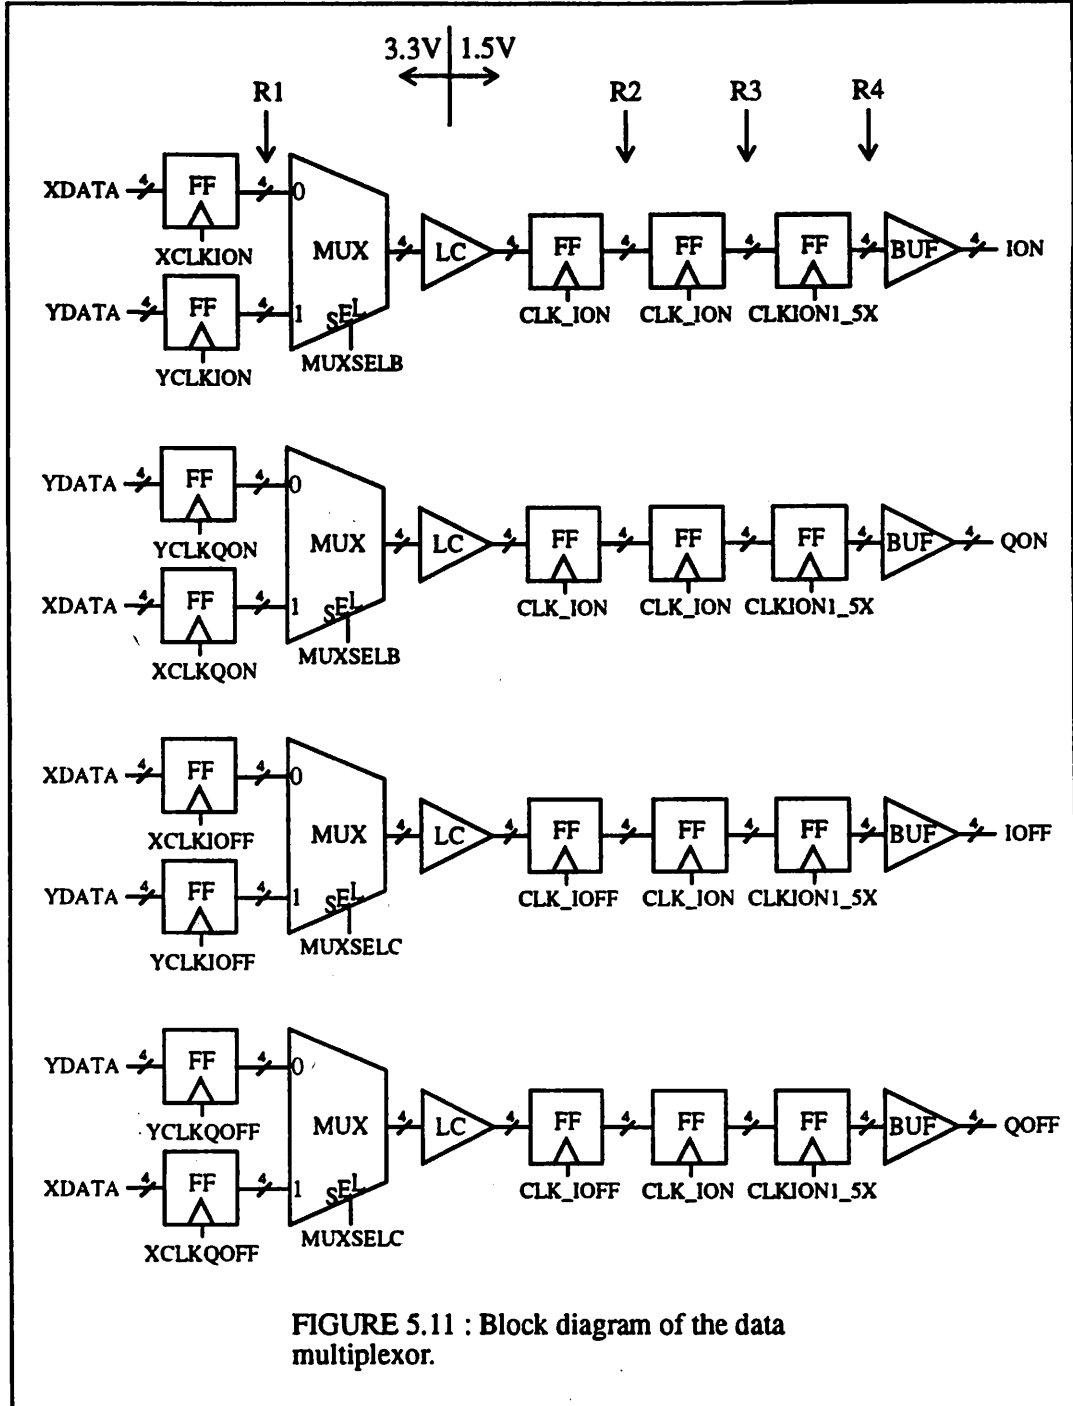 3.3V 1.5V
R1 R2 R3 R4
XDATA 4 FF 4 0
XCLKION
MUX 4 LC 4 FF 4 FF 4 FF 4 BUF 4 ION
CLK_ION CLK_ION CLKION1_5X
YDATA 4 FF 4 1 SEL
YCLKION
MUXSELB
YDATA 4 FF 4 0
YCLKQON
MUX 4 LC 4 FF 4 FF 4 FF 4 BUF 4 QON
CLK_ION CLK_ION CLKION1_5X
XDATA 4 FF 4 1 SEL
XCLKQON
MUXSELB
XDATA 4 FF 4 0
XCLKIOFF
MUX 4 LC 4 FF 4 FF 4 FF 4 BUF 4 IOFF
CLK_IOFF CLK_ION CLKION1_5X
YDATA 4 FF 4 1 SEL
YCLKIOFF
MUXSELC
YDATA 4 FF 4 0
YCLKQOFF
MUX 4 LC 4 FF 4 FF 4 FF 4 BUF 4 QOFF
CLK_IOFF CLK_ION CLKION1_5X
XDATA 4 FF 4 1 SEL
XCLKQOFF
MUXSELC
FIGURE 5.11 : Block diagram of the data
multiplexor.